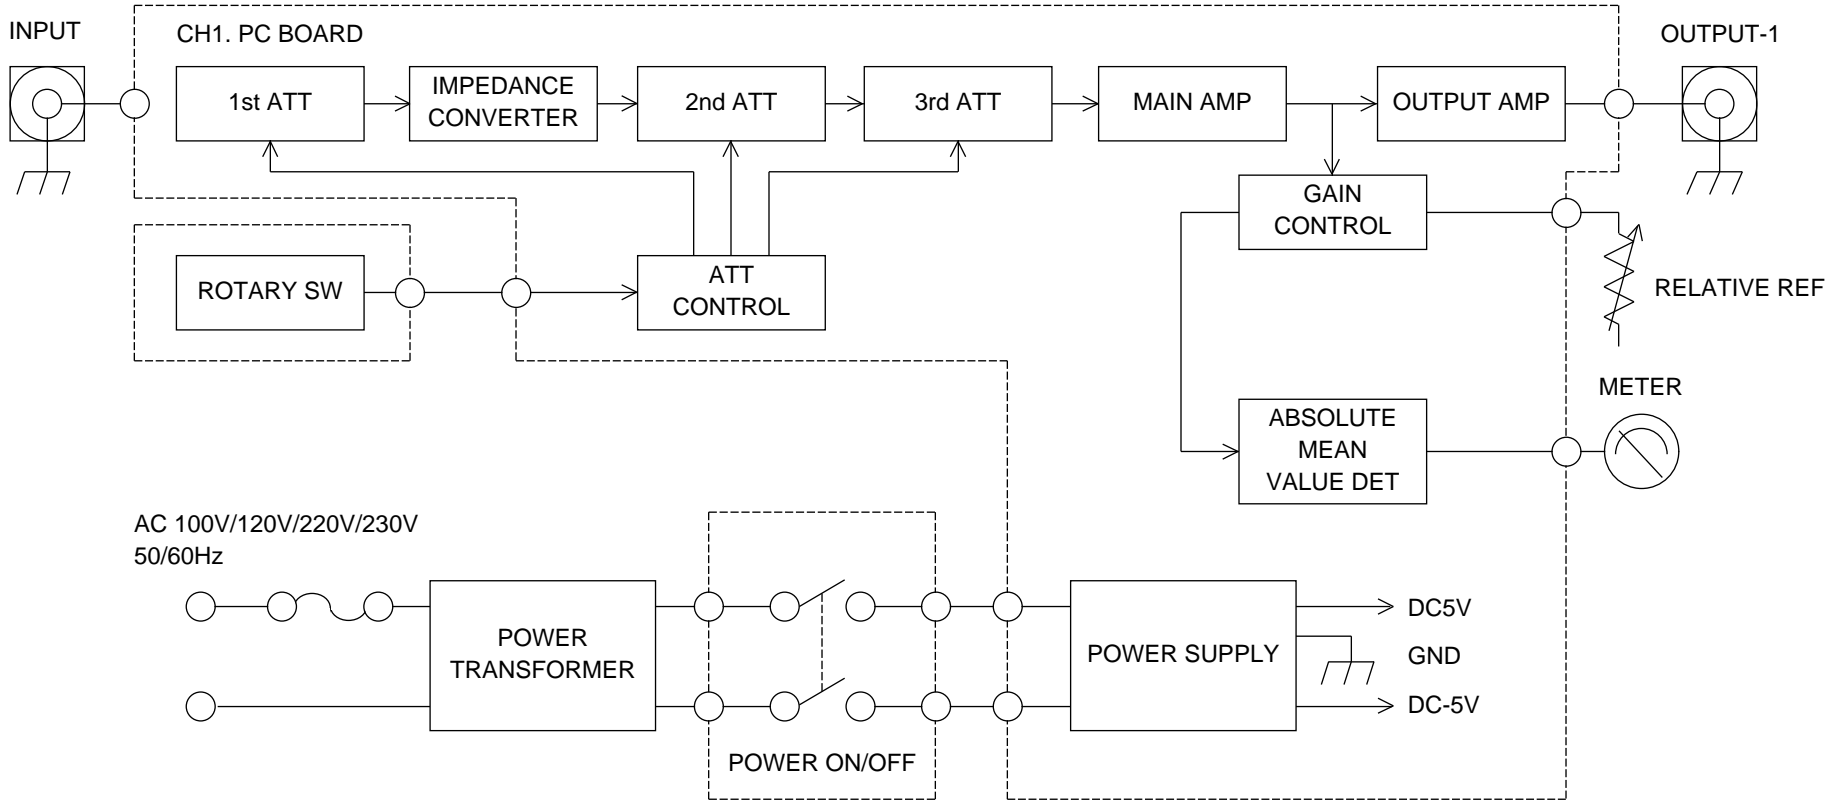 INPUT
CH1. PC BOARD
OUTPUT-1
1st ATT
IMPEDANCE
CONVERTER
2nd ATT
3rd ATT
MAIN AMP
OUTPUT AMP
GAIN
CONTROL
ROTARY SW
ATT
CONTROL
RELATIVE REF
METER
ABSOLUTE
MEAN
VALUE DET
AC 100V/120V/220V/230V
50/60Hz
POWER
TRANSFORMER
POWER ON/OFF
POWER SUPPLY
DC5V
GND
DC-5V